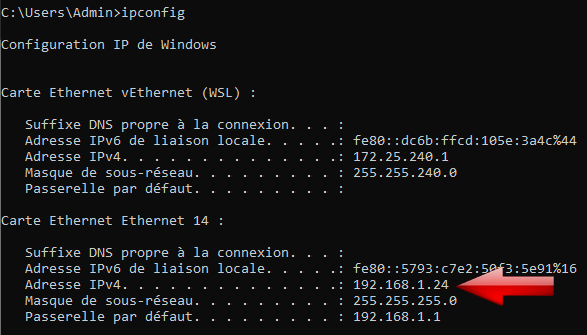 C:\Users\Admin>ipconfig
Configuration IP de Windows
Carte Ethernet vEthernet (WSL) :
Suffixe DNS propre à la connexion. . . :
Adresse IPv6 de liaison locale. . . . .: fe80::dc6b:ffcd:105e:3a4c%44
Adresse IPv4. . . . . . . . . . . . . .: 172.25.240.1
Masque de sous-réseau. . . . . . . . . : 255.255.240.0
Passerelle par défaut. . . . . . . . . :
Carte Ethernet Ethernet 14 :
Suffixe DNS propre à la connexion. . . :
Adresse IPv6 de liaison locale. . . . .: fe80::5793:c7e2:50f3:5e91%16
Adresse IPv4. . . . . . . . . . . . . .: 192.168.1.24
Masque de sous-réseau. . . . . . . . . : 255.255.255.0
Passerelle par défaut. . . . . . . . . : 192.168.1.1